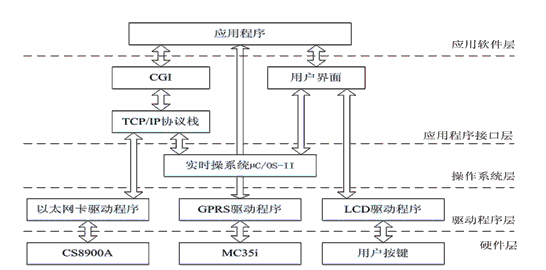 应用程序
应用软件层
CGI
用户界面
TCP/IP协议栈
应用程序接口层
实时操系统μC/OS-II
操作系统层
以太网卡驱动程序
GPRS驱动程序
LCD驱动程序
驱动程序层
硬件层
CS8900A
MC35i
用户按键